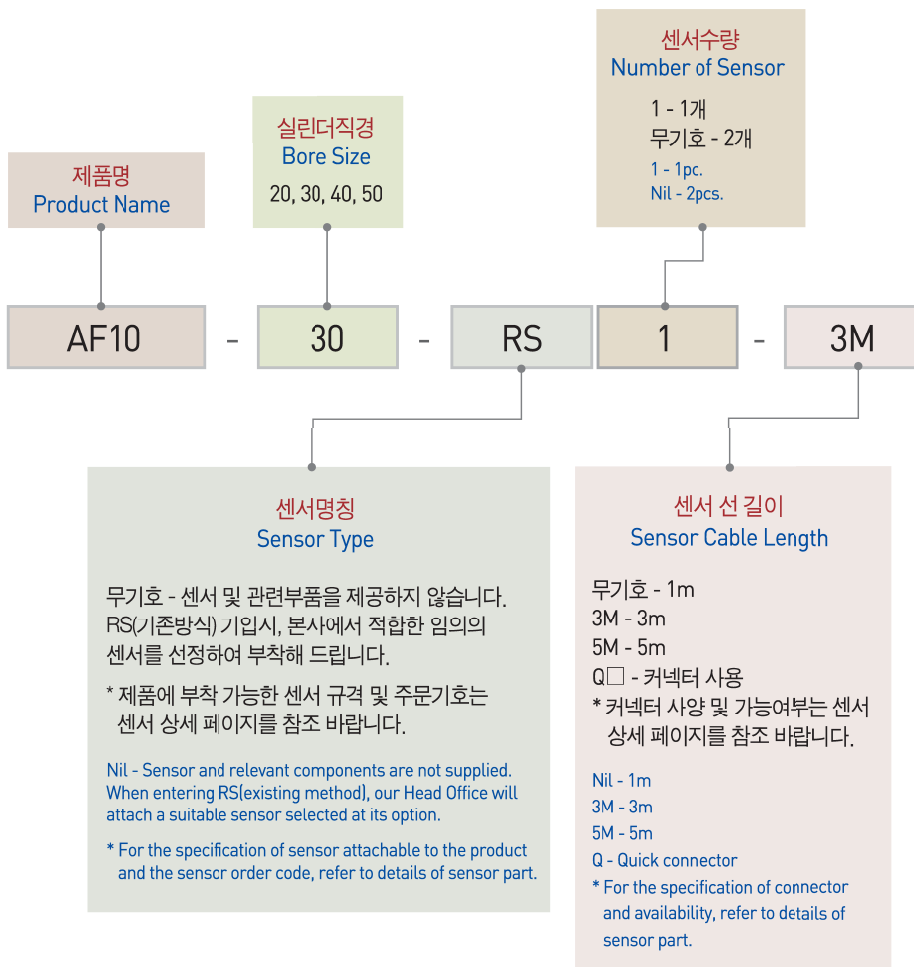 센서수량
Number of Sensor
1 - 1개
무기호 - 2개
1 - 1pc.
Nil - 2pcs.
실린더직경
Bore Size
20, 30, 40, 50
제품명
Product Name
AF10 - 30 - RS 1 - 3M
센서명칭
Sensor Type
무기호 - 센서 및 관련부품을 제공하지 않습니다.
RS(기존방식) 기입시, 본사에서 적합한 임의의
센서를 선정하여 부착해 드립니다.
* 제품에 부착 가능한 센서 규격 및 주문기호는
센서 상세 페이지를 참조 바랍니다.
Nil - Sensor and relevant components are not supplied.
When entering RS(existing method), our Head Office will
attach a suitable sensor selected at its option.
* For the specification of sensor attachable to the product
and the sensor order code, refer to details of sensor part.
센서 선 길이
Sensor Cable Length
무기호 - 1m
3M - 3m
5M - 5m
Q□ - 커넥터 사용
* 커넥터 사양 및 가능여부는 센서
상세 페이지를 참조 바랍니다.
Nil - 1m
3M - 3m
5M - 5m
Q - Quick connector
* For the specification of connector
and availability, refer to details of
sensor part.